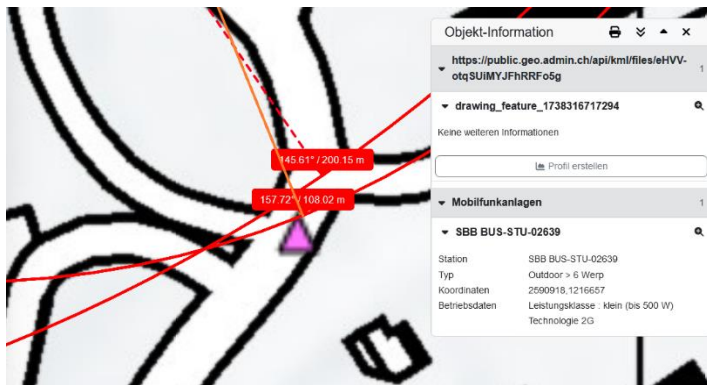 145.61° / 200.15 m
157.72° / 108.02 m
Objekt-Information
https://public.geo.admin.ch/api/kml/files/eHVV-
otqSUiMYJFhRRFo5g
1
drawing_feature_1738316717294
Keine weiteren Informationen
Profil erstellen
Mobilfunkanlagen
1
SBB BUS-STU-02639
Station SBB BUS-STU-02639
Typ Outdoor > 6 Werp
Koordinaten 2590918,1216657
Betriebsdaten Leistungsklasse : klein (bis 500 W)
Technologie 2G